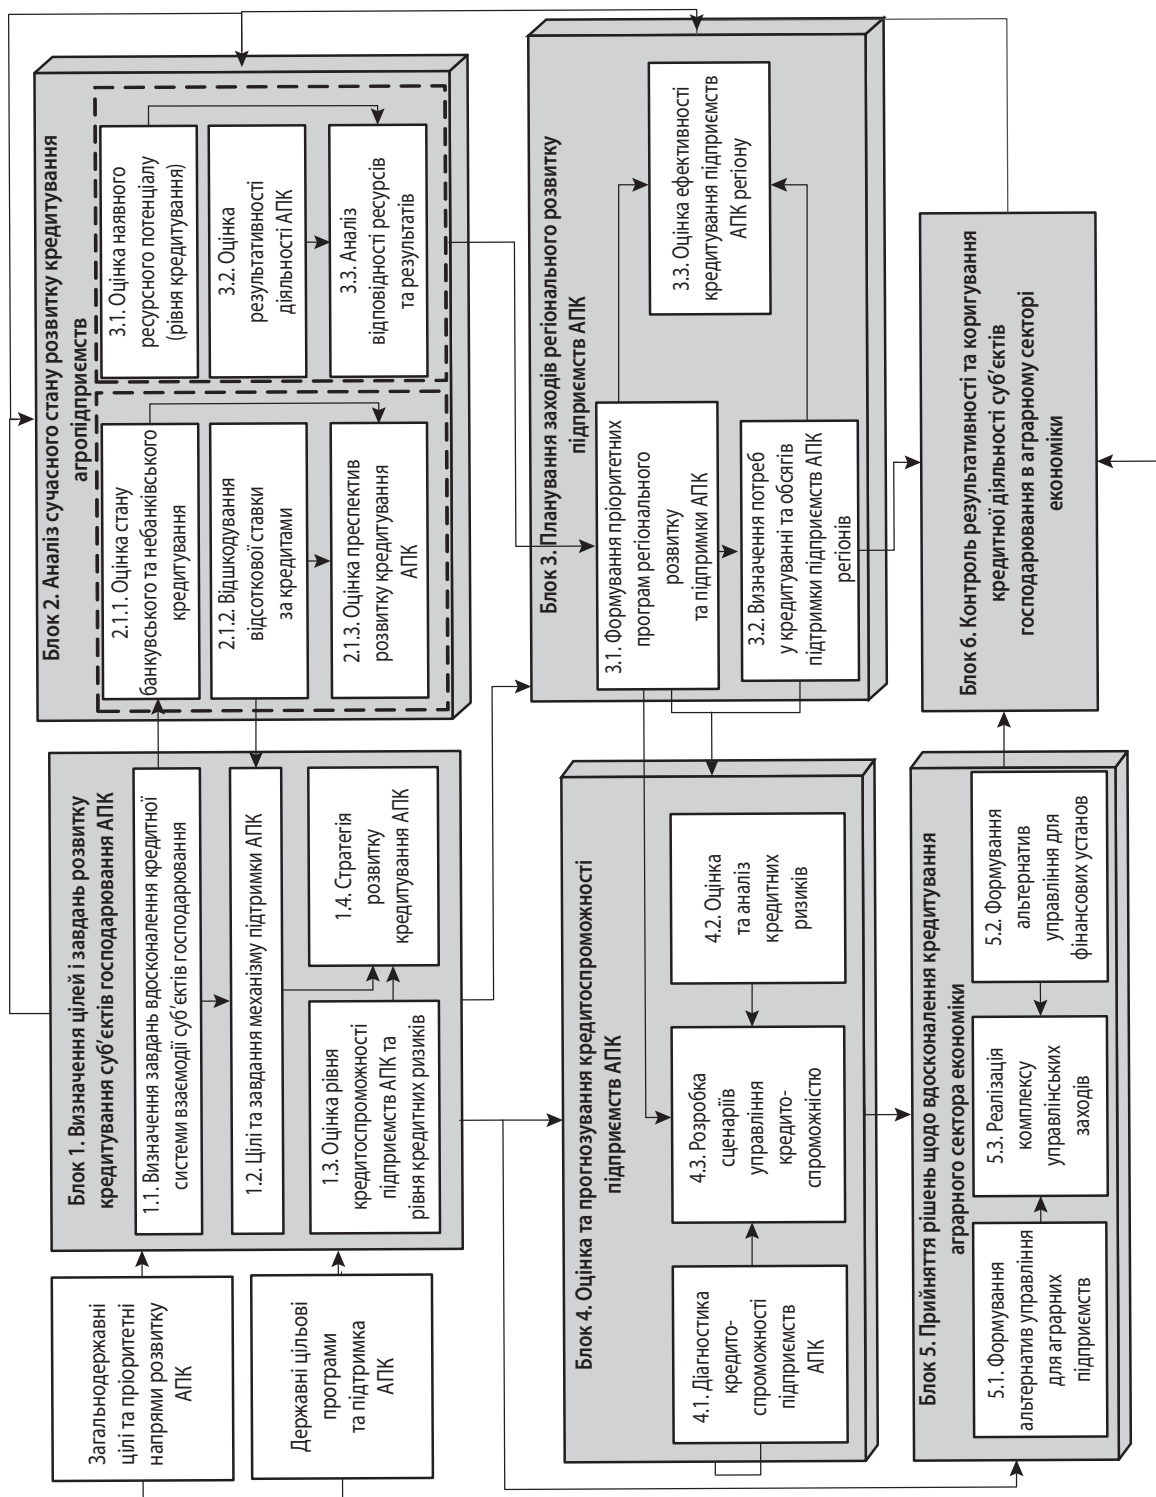 Загальнодержавні
цілі та пріоритетні
напрями розвитку
АПК
Державні цільові
програми
та підтримка
АПК
Блок 1. Визначення цілей і завдань розвитку
кредитування суб’єктів господарювання АПК
1.1. Визначення завдань вдосконалення кредитної
системи взаємодії суб’єктів господарювання
1.2. Цілі та завдання механізму підтримки АПК
1.3. Оцінка рівня
кредитоспроможності
підприємств АПК та
рівня кредитних ризиків
1.4. Стратегія
розвитку
кредитування АПК
Блок 2. Аналіз сучасного стану розвитку кредитування
агропідприємств
2.1.1. Оцінка стану
банкувського та небанківського
кредитування
2.1.2. Відшкодування
відсоткової ставки
за кредитами
2.1.3. Оцінка преспектив
розвитку кредитування
АПК
3.1. Оцінка наявного
ресурсного потенціалу
(рівня кредитування)
3.2. Оцінка
результативності
діяльності АПК
3.3. Аналіз
відповідності ресурсів
та результатів
Блок 3. Планування заходів регіонального розвитку
підприємств АПК
3.1. Формування пріоритетних
програм регіонального
розвитку
та підтримки АПК
3.2. Визначення потреб
у кредитуванні та обсягів
підтримки підприємств АПК
регіонів
3.3. Оцінка ефективності
кредитування підприємств
АПК регіону
Блок 4. Оцінка та прогнозування кредитоспроможності
підприємств АПК
4.1. Діагностика
кредито-
спроможності
підприємств
АПК
4.3. Розробка
сценаріїв
управління
кредито-
спроможністю
4.2. Оцінка
та аналіз
кредитних
ризиків
Блок 5. Прийняття рішень щодо вдосконалення кредитування
аграрного сектора економіки
5.1. Формування
альтернатив управління
для аграрних
підприємств
5.3. Реалізація
комплексу
управлінських
заходів
5.2. Формування
альтернатив
управління для
фінансових установ
Блок 6. Контроль результативності та коригування
кредитної діяльності суб’єктів
господарювання в аграрному секторі
економіки